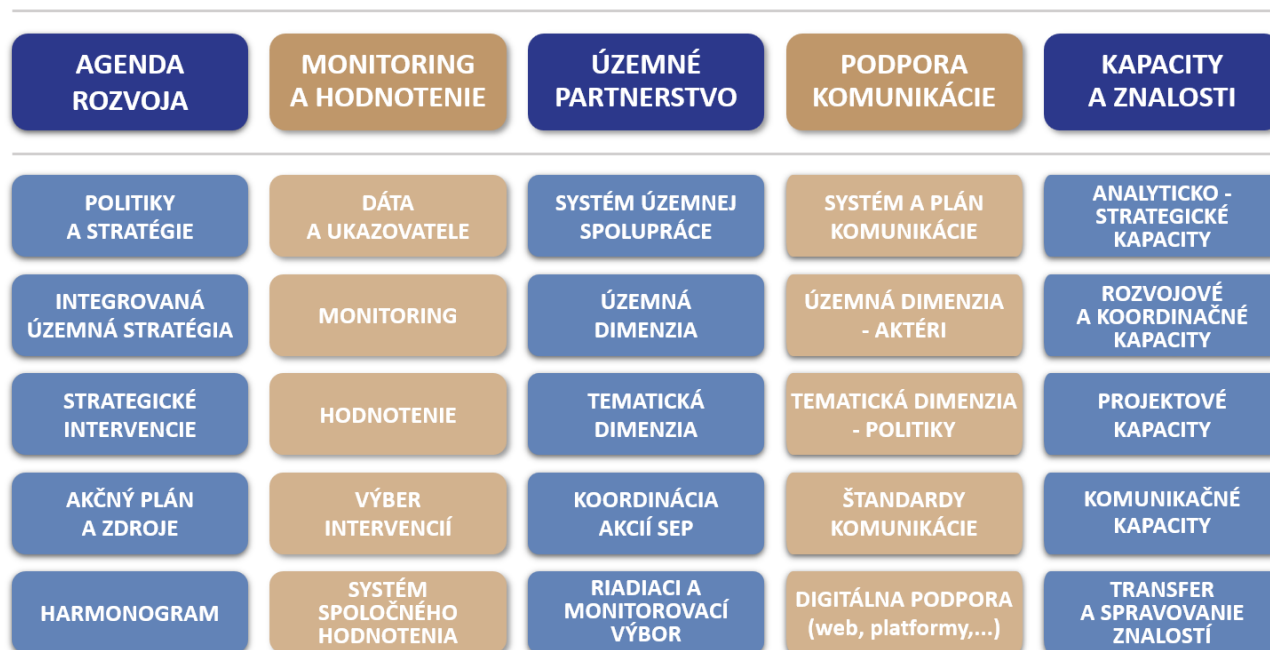 AGENDA
ROZVOJA
MONITORING
A HODNOTENIE
ÚZEMNÉ
PARTNERSTVO
PODPORA
KOMUNIKÁCIE
KAPACITY
A ZNALOSTI
POLITIKY
A STRATÉGIE
DÁTA
A UKAZOVATELE
SYSTÉM ÚZEMNEJ
SPOLUPRÁCE
SYSTÉM A PLÁN
KOMUNIKÁCIE
ANALYTICKO -
STRATEGICKÉ
KAPACITY
INTEGROVANÁ
ÚZEMNÁ STRATÉGIA
MONITORING
ÚZEMNÁ
DIMENZIA
ÚZEMNÁ DIMENZIA
- AKTÉRI
ROZVOJOVÉ
A KOORDINAČNÉ
KAPACITY
STRATEGICKÉ
INTERVENCIE
HODNOTENIE
TEMATICKÁ
DIMENZIA
TEMATICKÁ DIMENZIA
- POLITIKY
PROJEKTOVÉ
KAPACITY
AKČNÝ PLÁN
A ZDROJE
VÝBER
INTERVENCIÍ
KOORDINÁCIA
AKCIÍ SEP
ŠTANDARDY
KOMUNIKÁCIE
KOMUNIKAČNÉ
KAPACITY
HARMONOGRAM
SYSTÉM
SPOLOČNÉHO
HODNOTENIA
RIADIACI A
MONITOROVACÍ
VÝBOR
DIGITÁLNA PODPORA
(web, platformy,...)
TRANSFER
A SPRAVOVANIE
ZNALOSTÍ